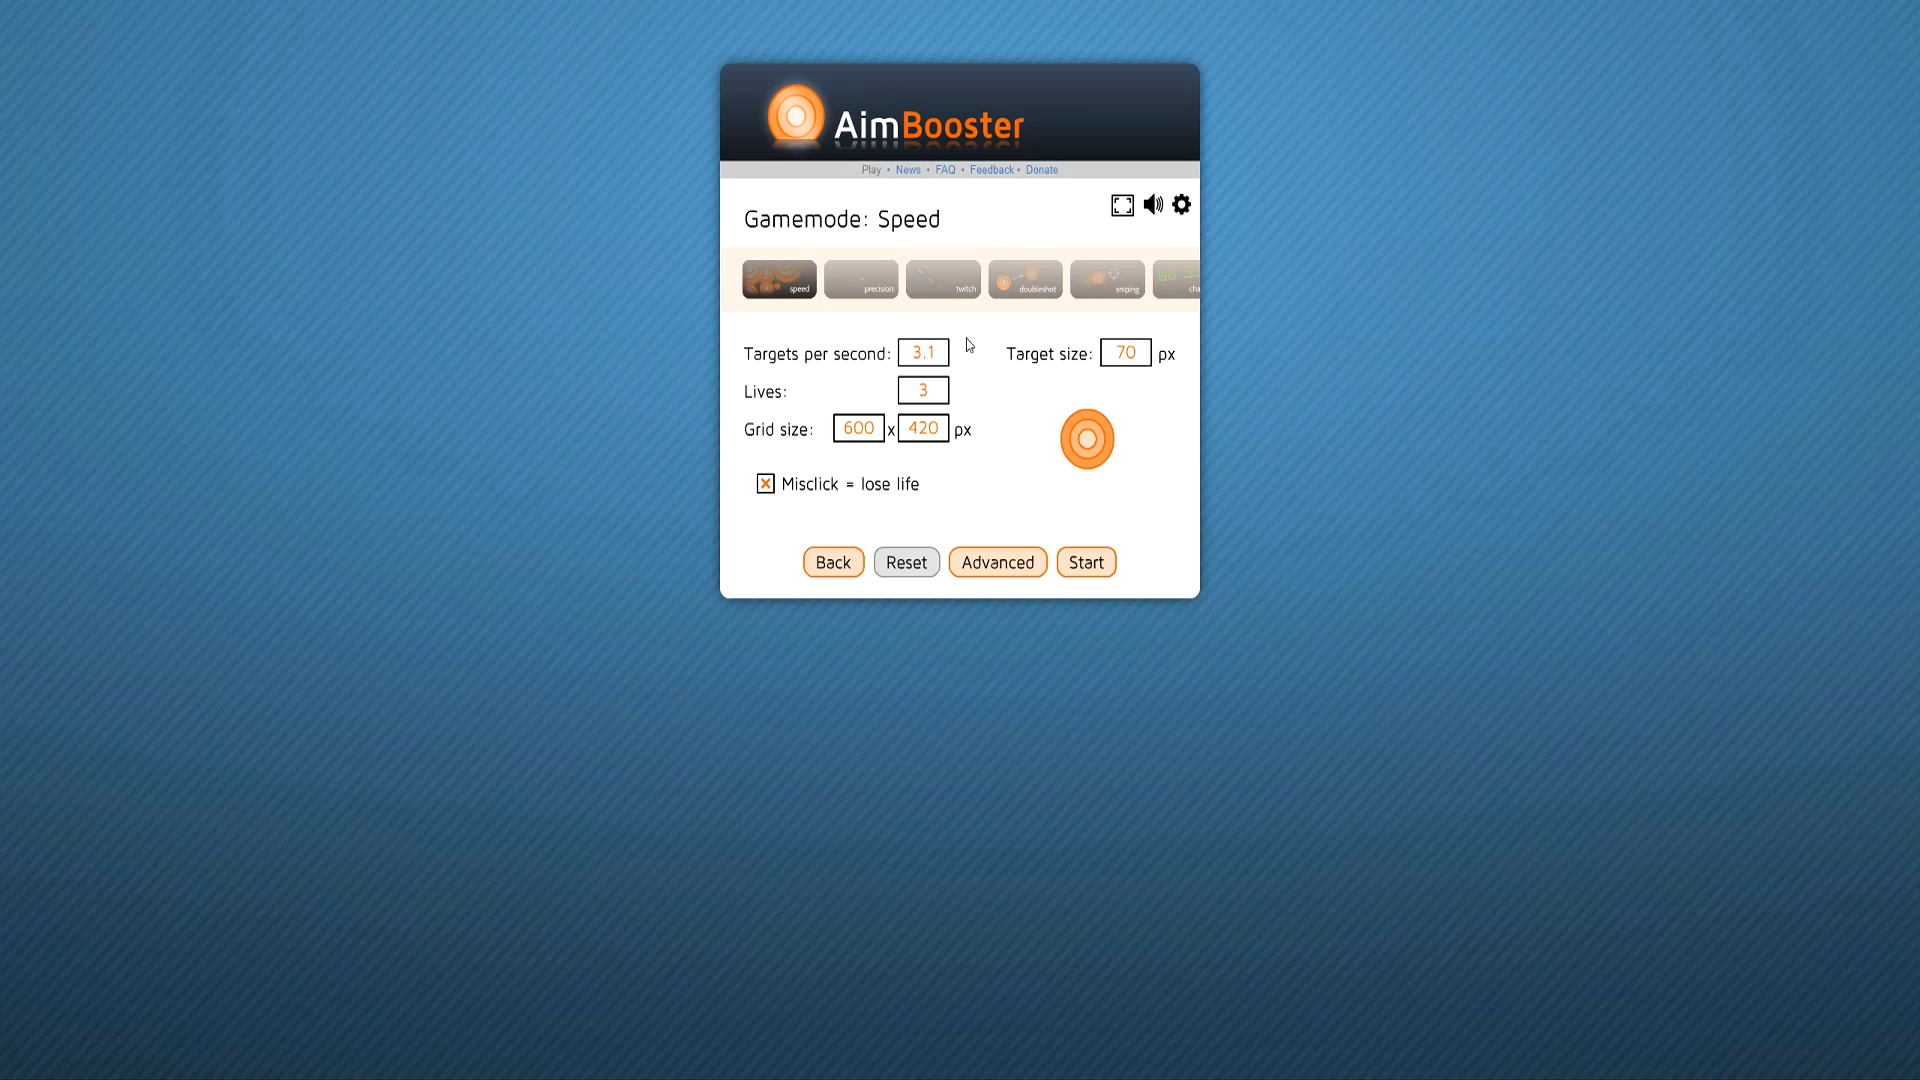 AimBooster
Play • News • FAQ • Feedback • Donate
Gamemode: Speed
speed precision twitch doubleshot sniping
Targets per second: 3.1 Target size: 70 px
Lives: 3
Grid size: 600 x 420 px
Misclick = lose life
Back Reset Advanced Start